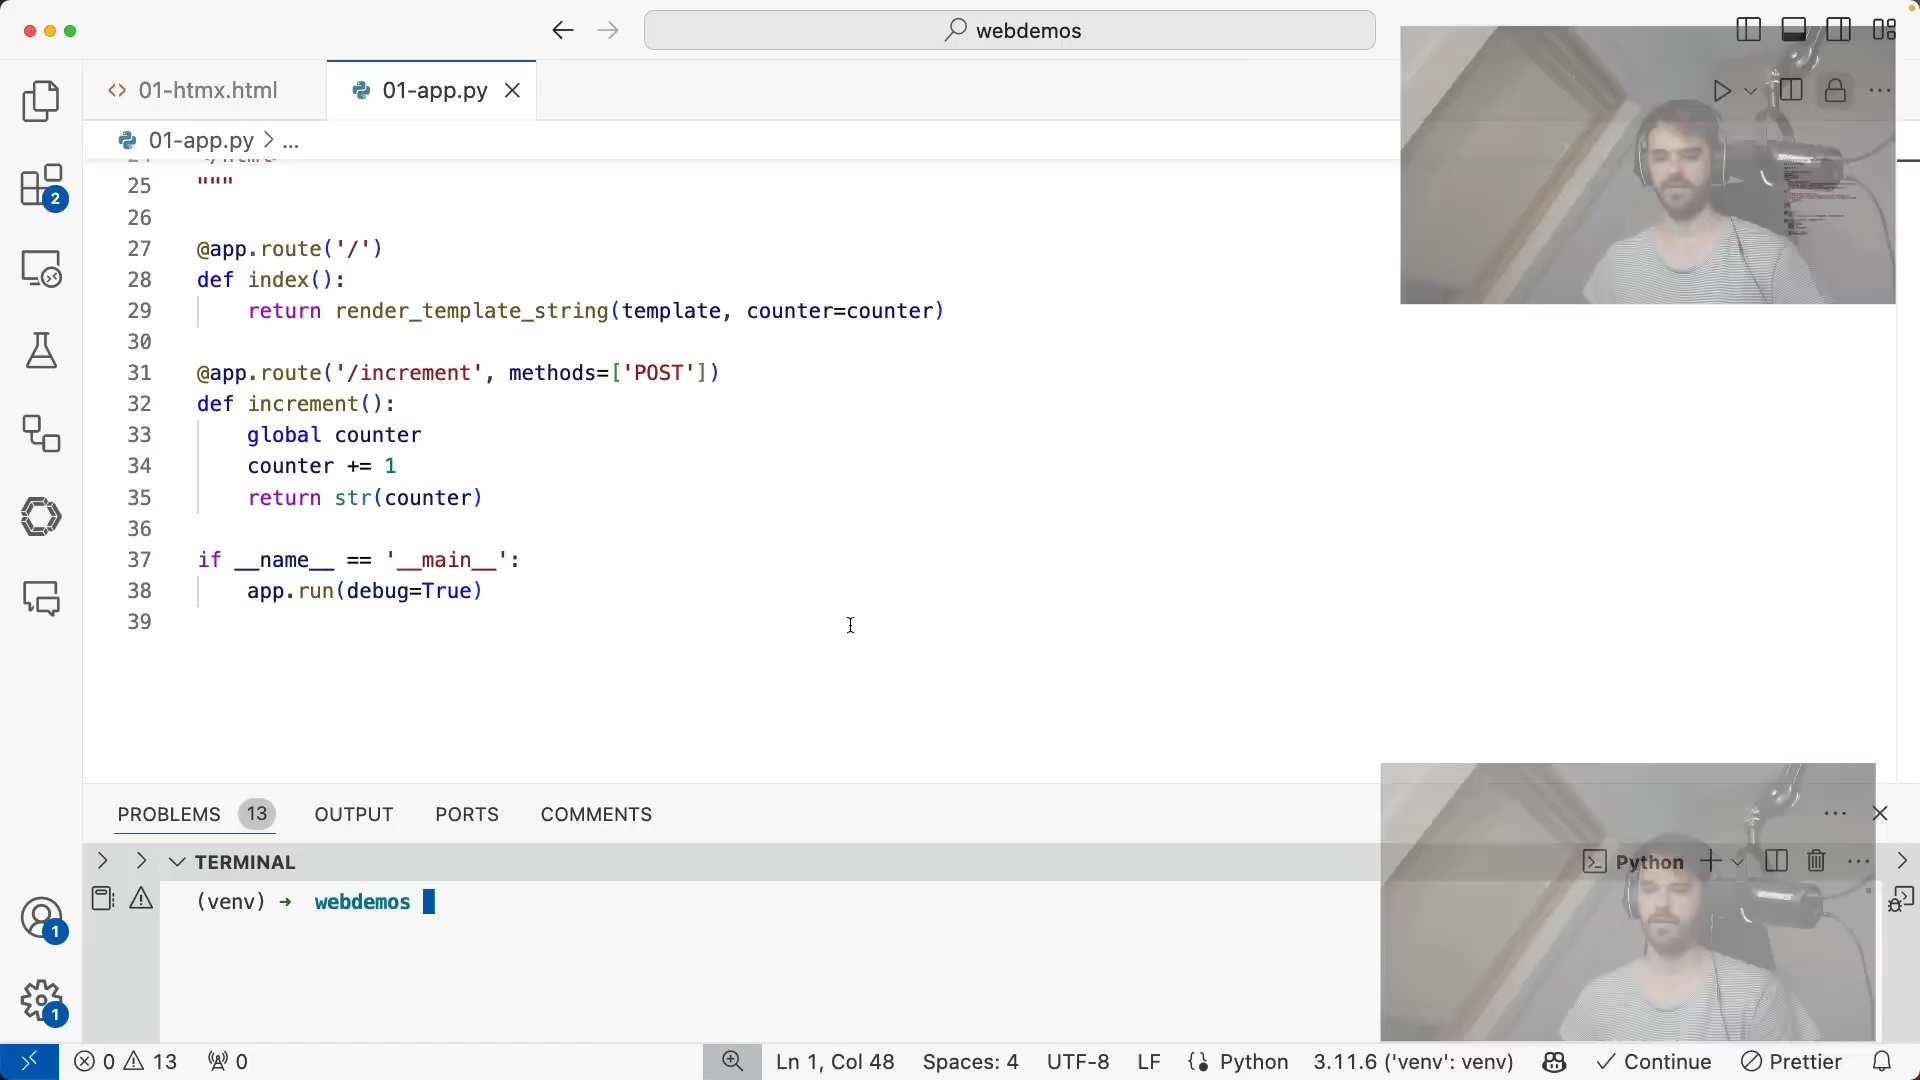 webdemos
01-htmx.html
01-app.py
01-app.py > ...
25 """
26
27 @app.route('/')
28 def index():
29 return render_template_string(template, counter=counter)
30
31 @app.route('/increment', methods=['POST'])
32 def increment():
33 global counter
34 counter += 1
35 return str(counter)
36
37 if __name__ == '__main__':
38 app.run(debug=True)
39
2
1
1
PROBLEMS 13 OUTPUT PORTS COMMENTS
TERMINAL
Python
(venv) ➜ webdemos
0 13 0
Ln 1, Col 48 Spaces: 4 UTF-8 LF Python 3.11.6 ('venv': venv) Continue Prettier